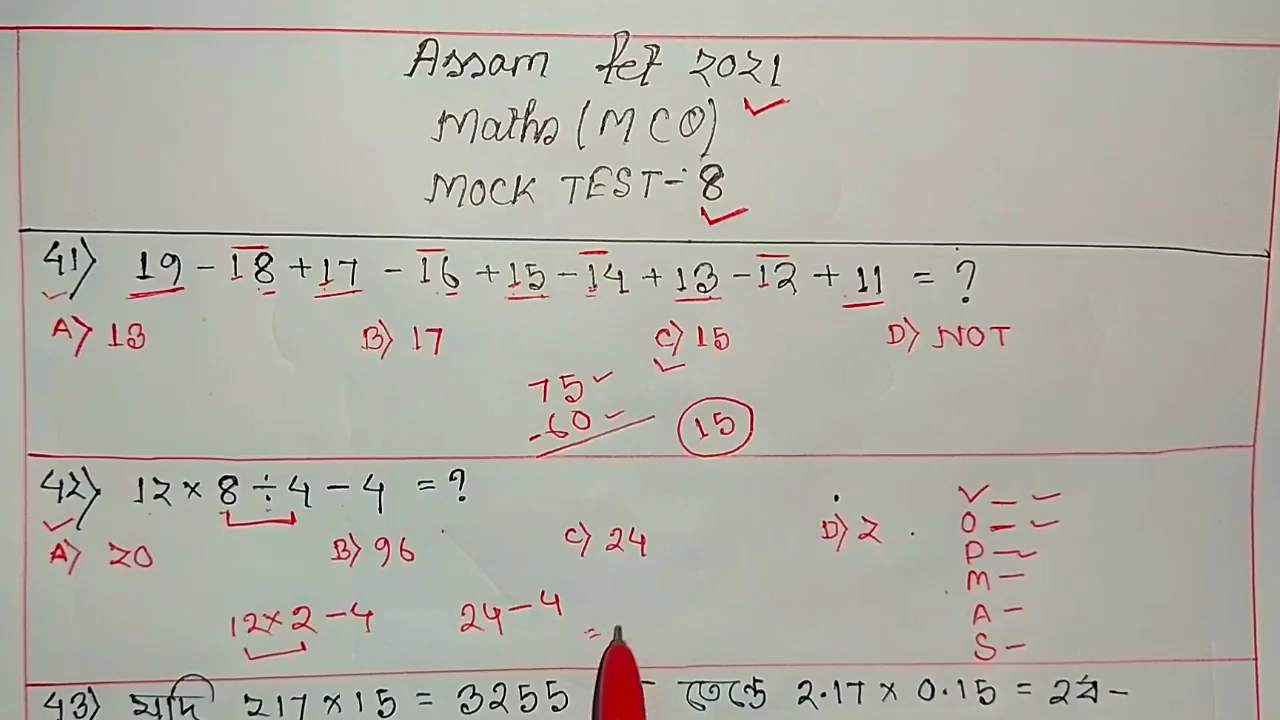 Assam Tet 2021
Maths (MCQ)
MOCK TEST-8
41) 19 - 18 + 17 - 16 + 15 - 14 + 13 - 12 + 11 = ?
A) 13 B) 17 C) 15 D) NOT
75
-60 15
42) 12 × 8 ÷ 4 - 4 = ?
A) 20 B) 96 C) 24 D) 2
V
O
D
M
A
S
12×2-4 24-4 =
43) যদি 217 × 15 = 3255 তেন্তে 2.17 × 0.15 =